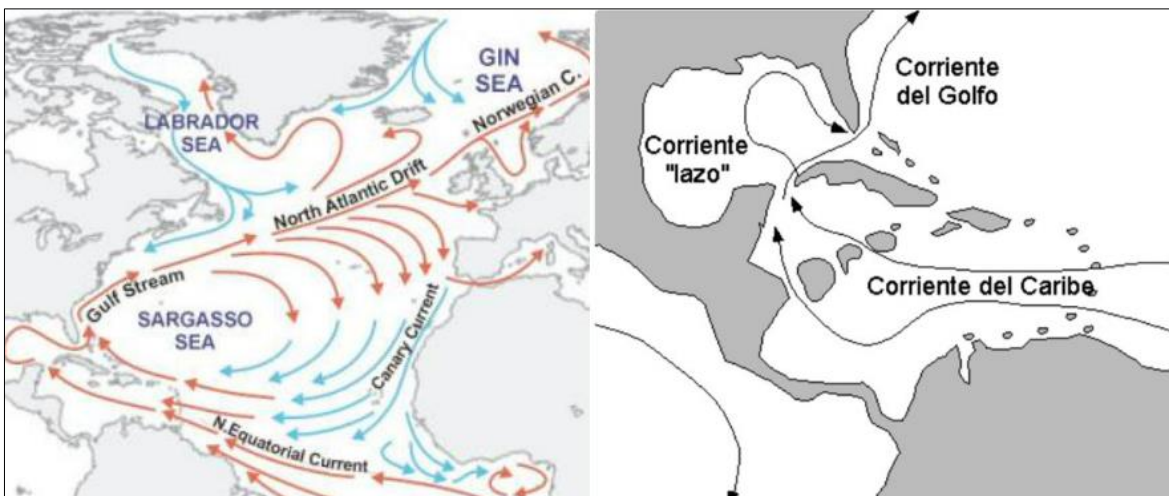 GIN
SEA
Norwegian C.
LABRADOR
SEA
North Atlantic Drift
Gulf Stream
SARGASSO
SEA
Canary Current
N.Equatorial Current
Corriente
del Golfo
Corriente
"lazo"
Corriente del Caribe